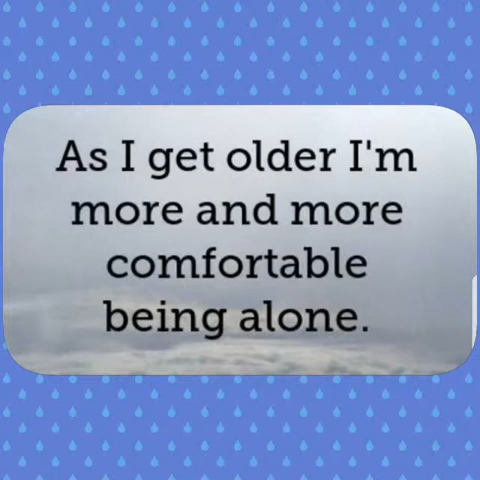 As I get older I'm
more and more
comfortable
being alone.